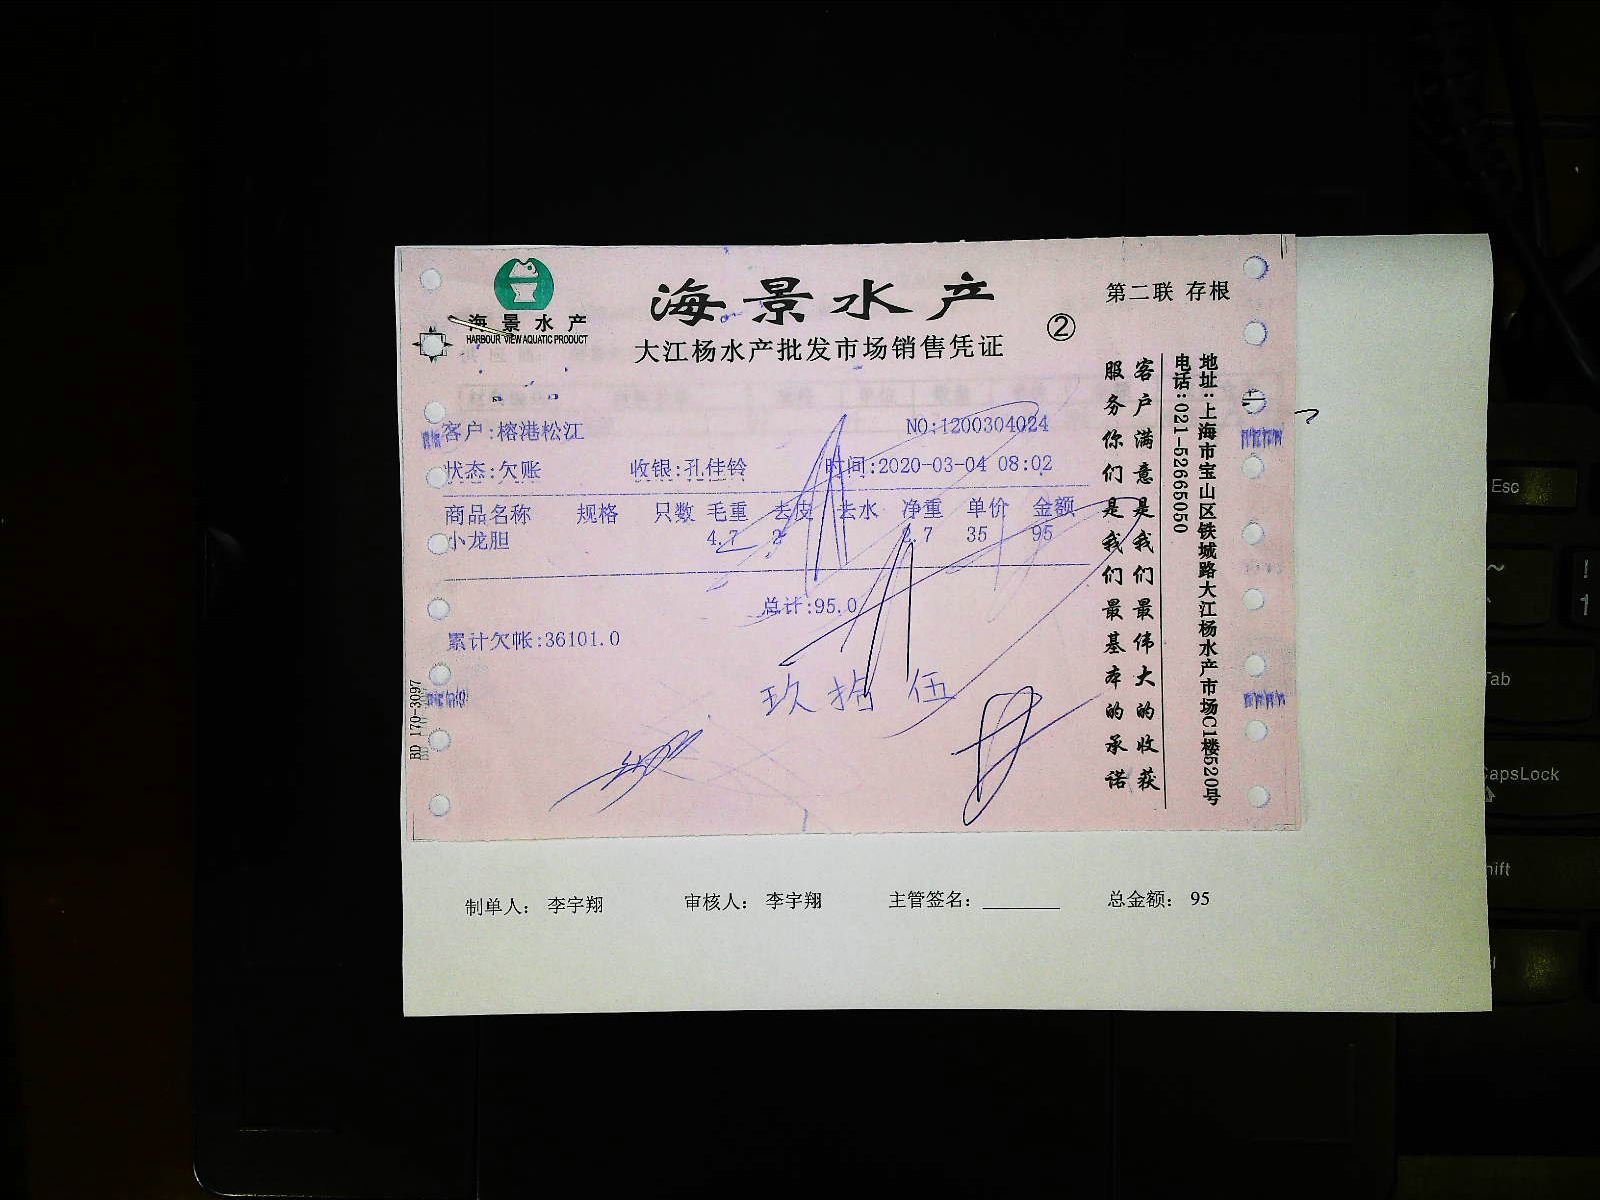 海景水产
HARBOUR VIEW AQUATIC PRODUCT
海景水产
大江杨水产批发市场销售凭证
②
第二联 存根
客户:榕港松江
NO:1200304024
状态:欠账 收银:孔佳铃 时间:2020-03-04 08:02
商品名称 规格 只数 毛重 去皮 去水 净重 单价 金额
小龙胆 4.7 2 2.7 35 95
总计:95.0
累计欠帐:36101.0
玖拾伍
客户满意是我们最伟大的收获
服务你们是我们最基本的承诺
地址:上海市宝山区铁城路大江杨水产市场C1楼520号
电话:021-52665050
BD 170-3097
制单人: 李宇翔 审核人: 李宇翔 主管签名: ________ 总金额: 95
Esc
~
!
1
Tab
CapsLock